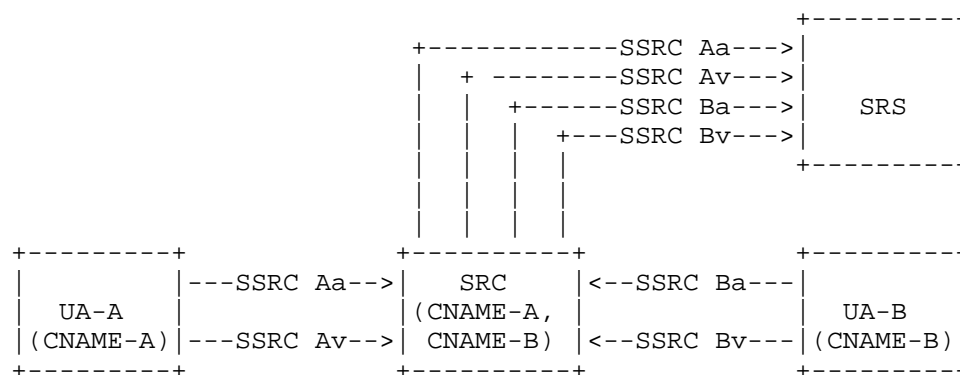 +----------
+------------SSRC Aa--->|
| + --------SSRC Av--->|
| | +------SSRC Ba--->| SRS
| | | +---SSRC Bv--->|
| | | | +----------
| | | |
| | | |
| | | |
+---------+ +----------+ +----------
| |---SSRC Aa-->| SRC |<--SSRC Ba---| 
| UA-A | |(CNAME-A, | | UA-B
|(CNAME-A)|---SSRC Av-->| CNAME-B) |<--SSRC Bv---|(CNAME-B)
+---------+ +----------+ +----------